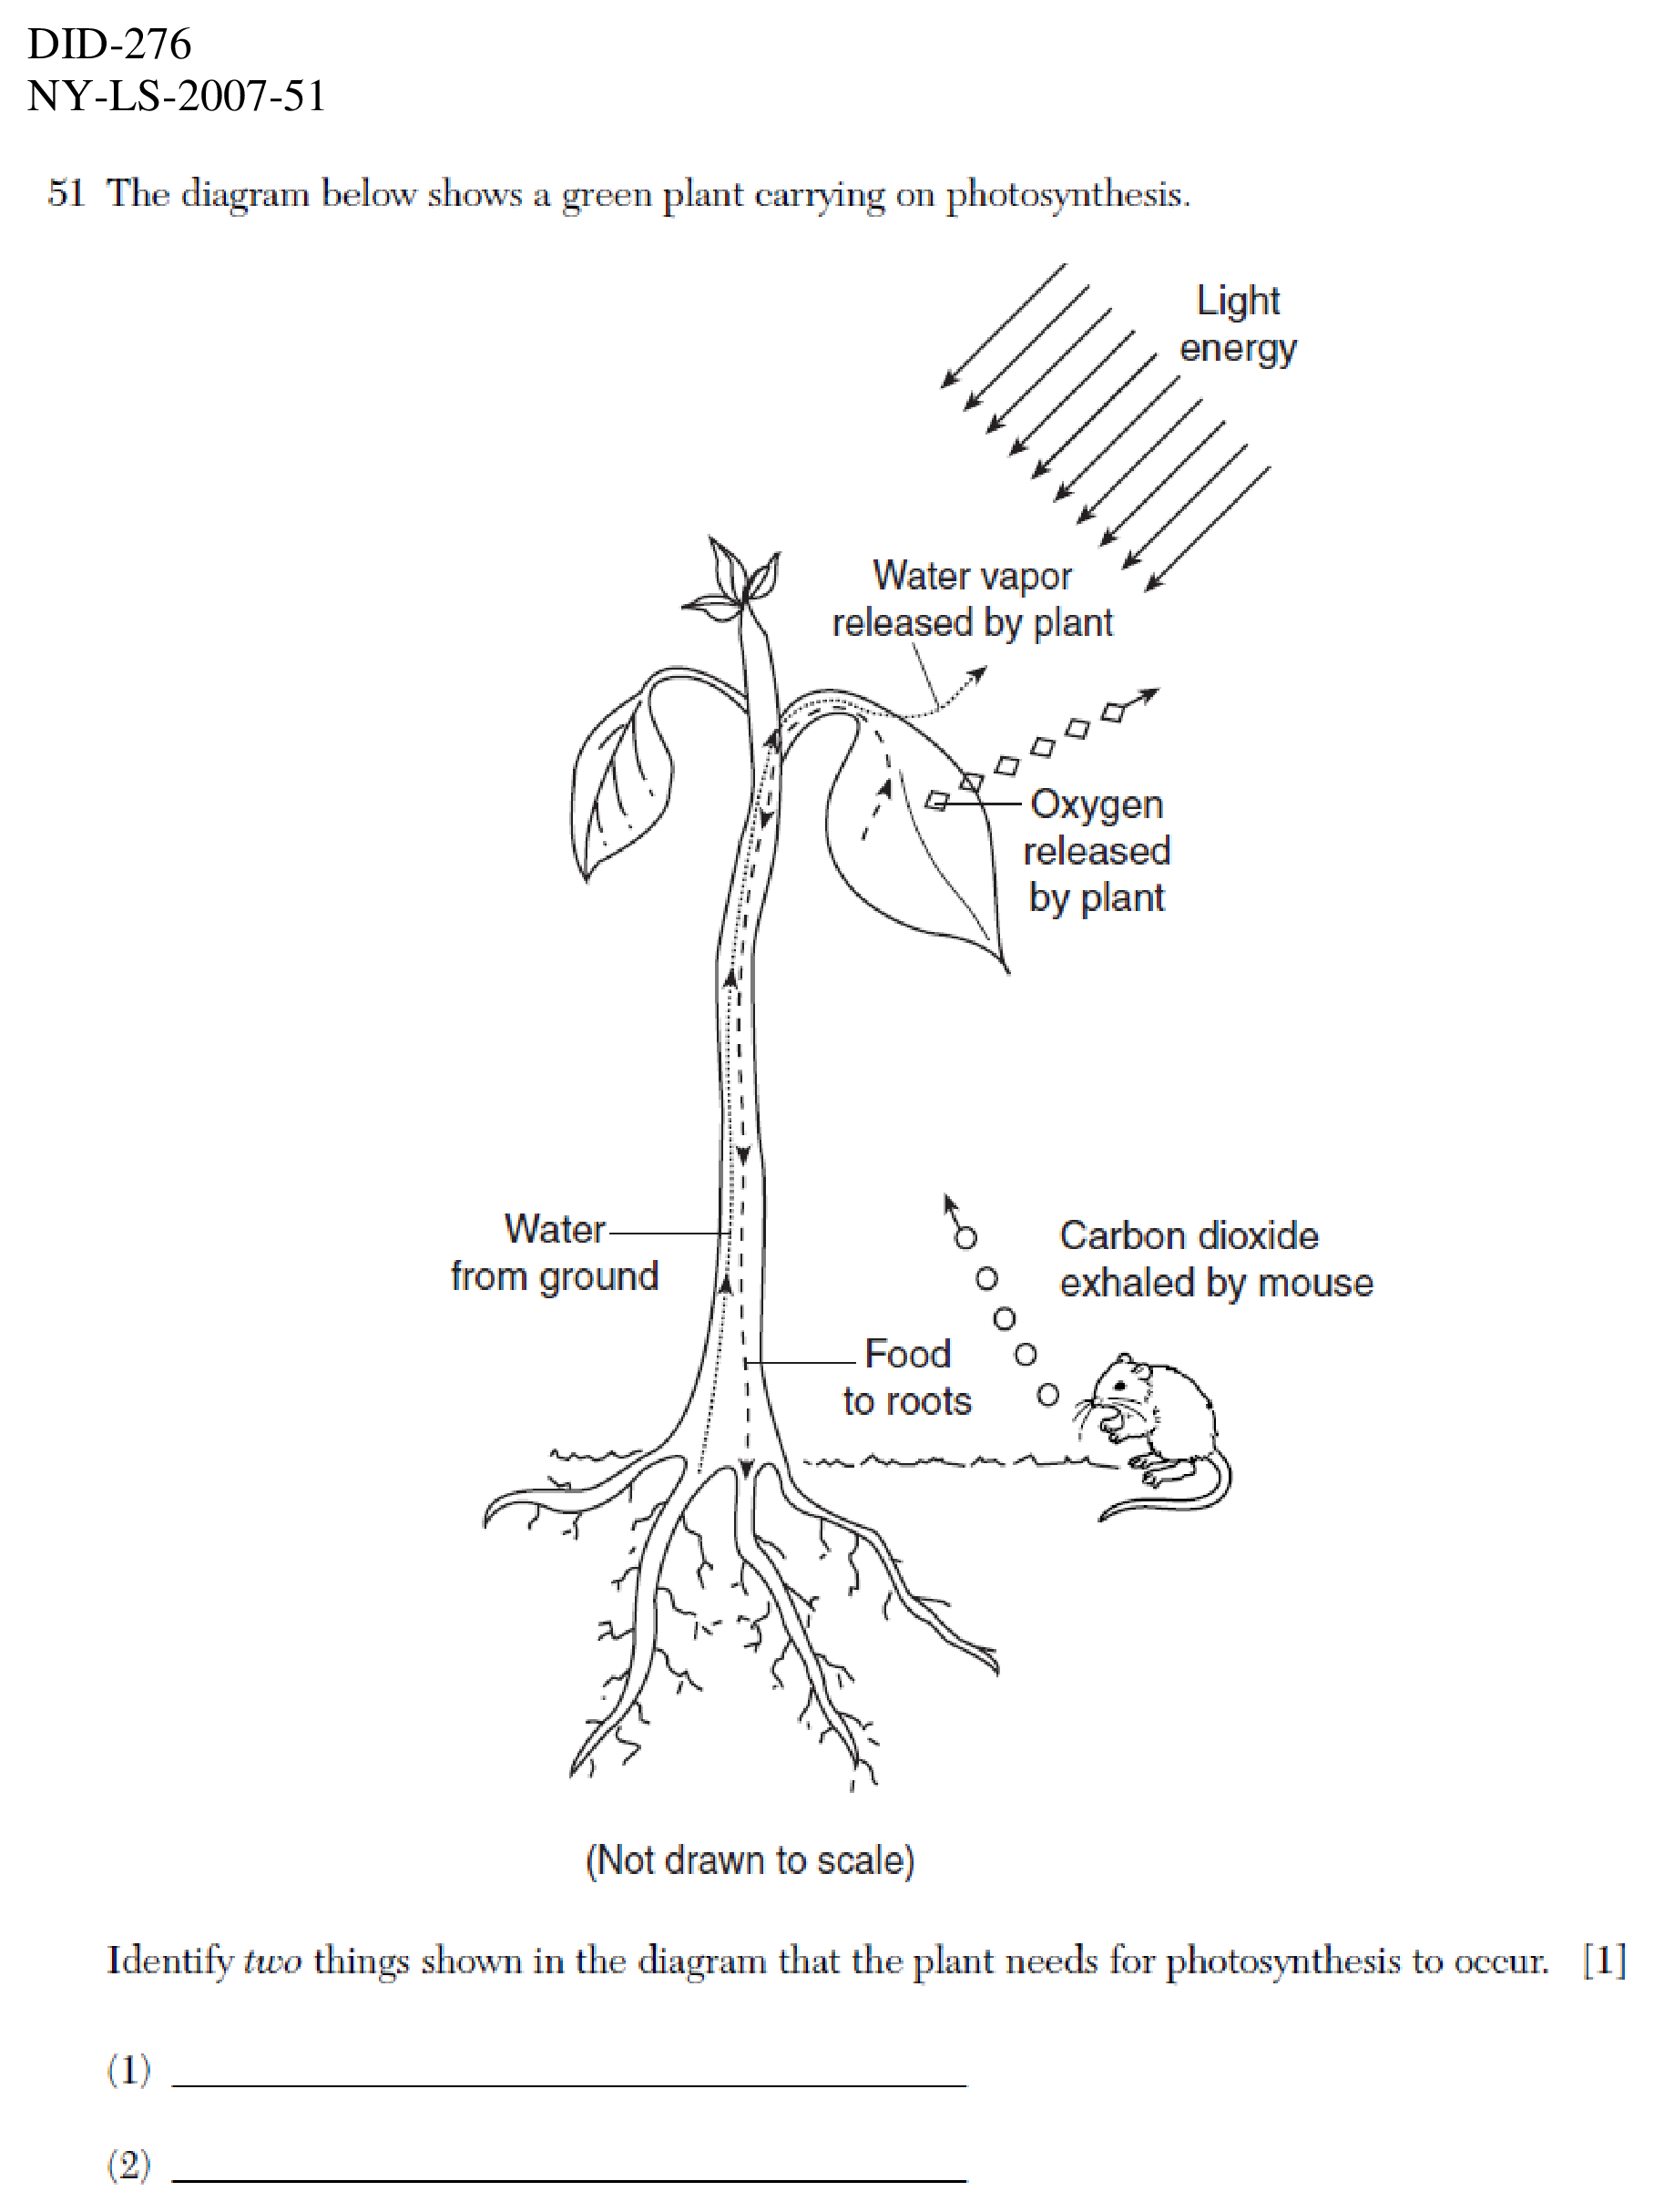 DID-276
NY-LS-2007-51
51 The diagram below shows a green plant carrying on photosynthesis.
Light
energy
Water vapor
released by plant
Oxygen
released
by plant
Water
from ground
Carbon dioxide
exhaled by mouse
Food
to roots
(Not drawn to scale)
Identify two things shown in the diagram that the plant needs for photosynthesis to occur. [1]
(1)
(2)